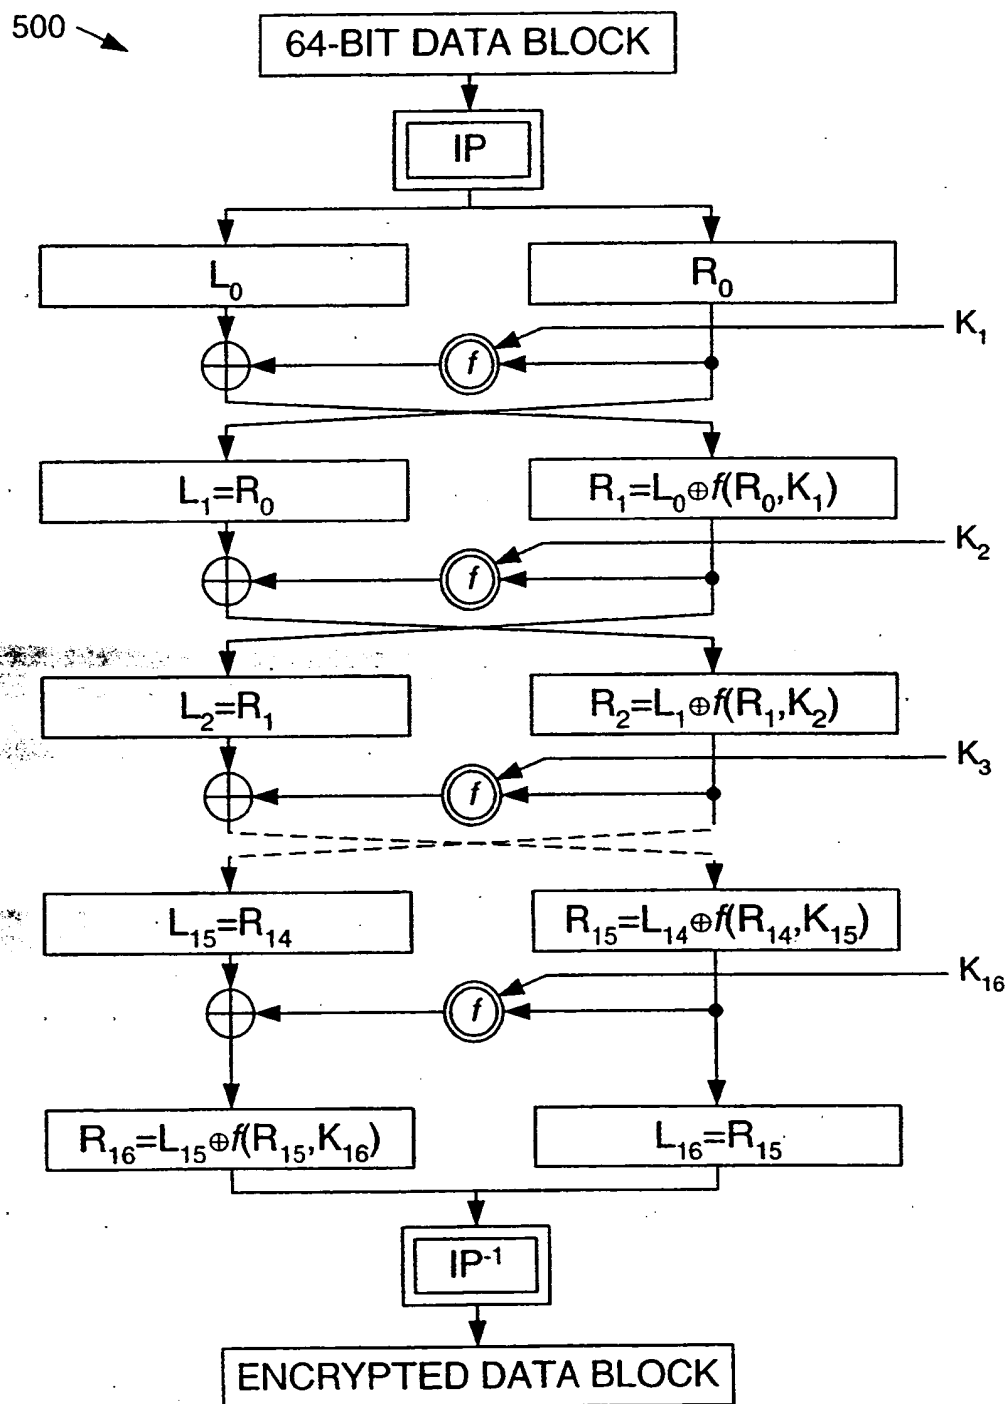 500
64-BIT DATA BLOCK
IP
L₀
R₀
K₁
f
L₁=R₀
R₁=L₀⊕f(R₀,K₁)
K₂
f
L₂=R₁
R₂=L₁⊕f(R₁,K₂)
K₃
f
L₁₅=R₁₄
R₁₅=L₁₄⊕f(R₁₄,K₁₅)
K₁₆
f
R₁₆=L₁₅⊕f(R₁₅,K₁₆)
L₁₆=R₁₅
IP⁻¹
ENCRYPTED DATA BLOCK